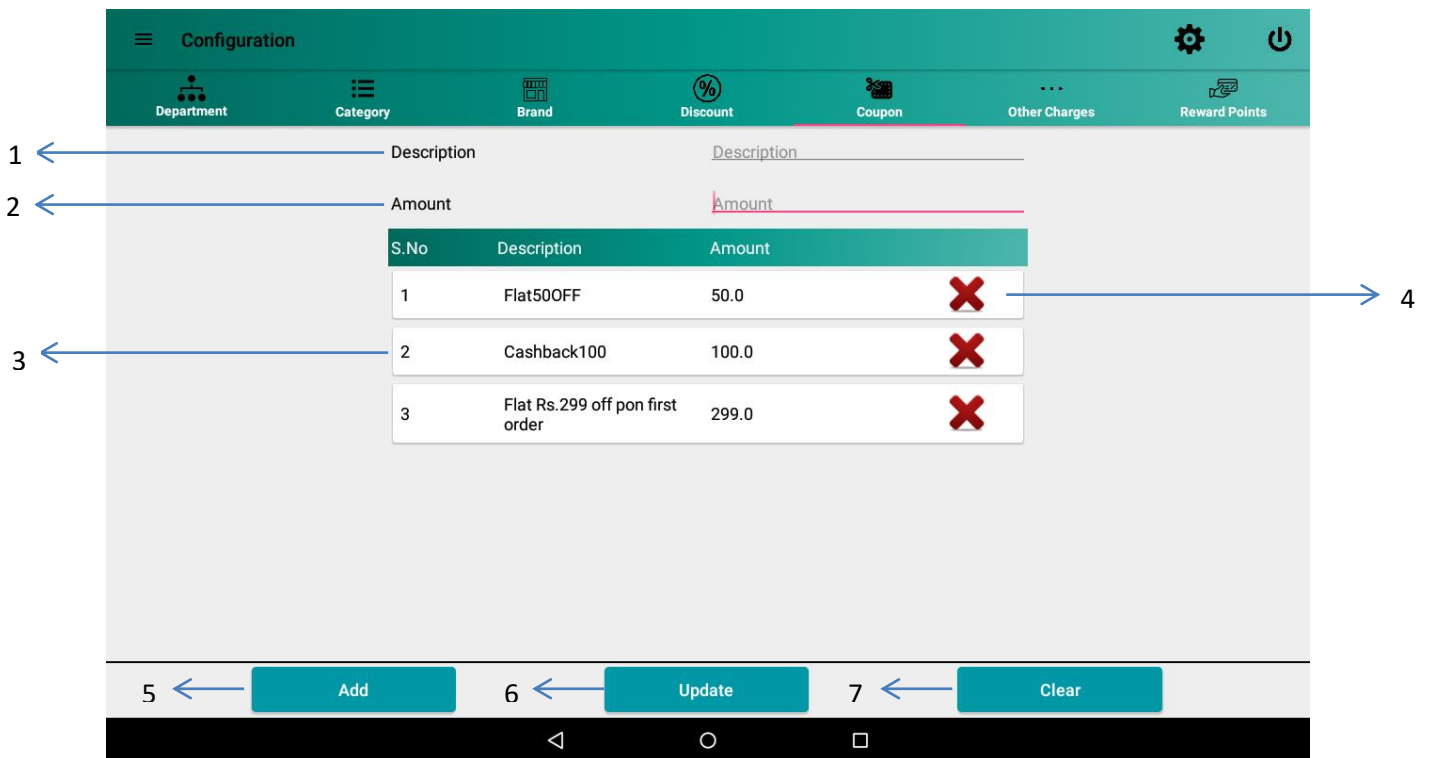 Configuration
Department Category Brand Discount Coupon Other Charges Reward Points
1 Description Description
2 Amount Amount
S.No Description Amount
1 Flat50OFF 50.0 4
3 2 Cashback100 100.0
3 Flat Rs.299 off pon first order 299.0
5 Add 6 Update 7 Clear